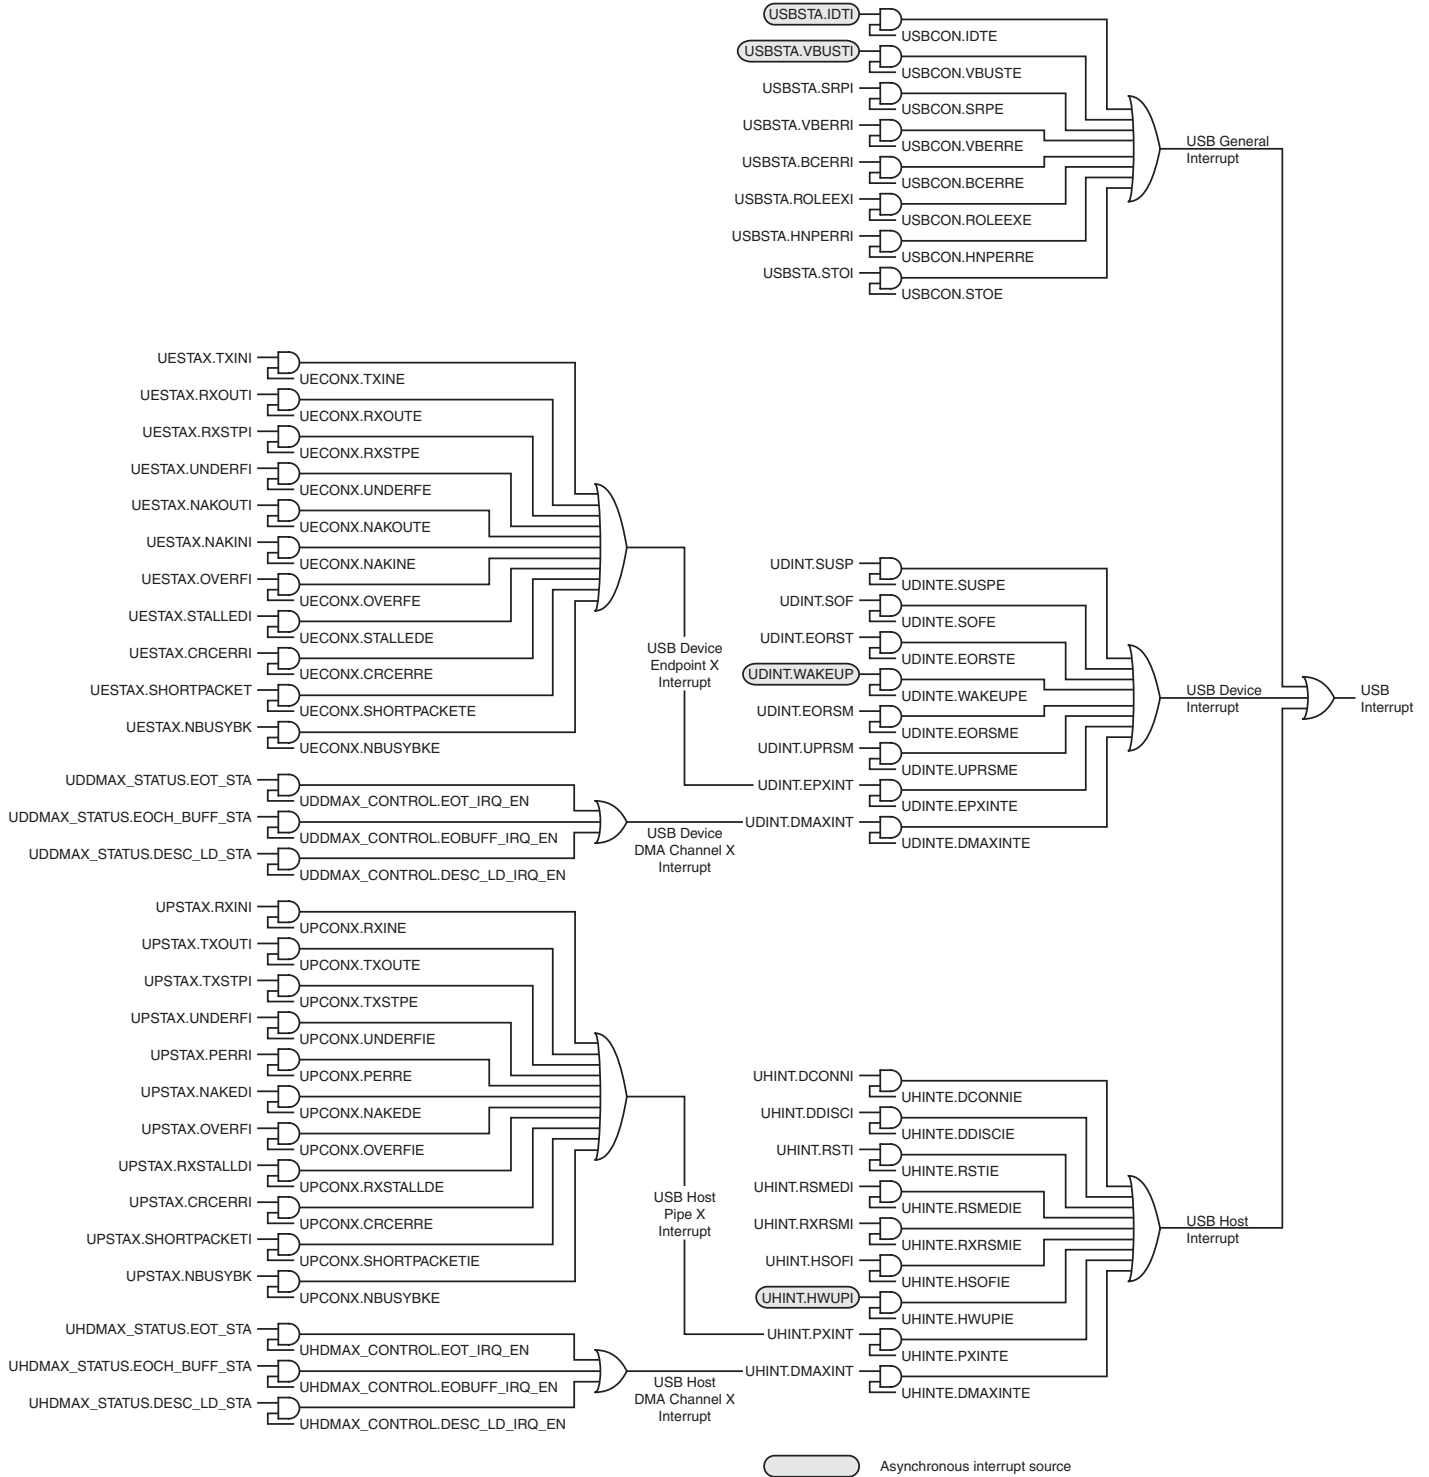 USBSTA.IDTI
USBCON.IDTE
USBSTA.VBUSTI
USBCON.VBUSTE
USBSTA.SRPI
USBCON.SRPE
USBSTA.VBERRI
USBCON.VBERRE
USBSTA.BCERRI
USBCON.BCERRE
USBSTA.ROLEEXI
USBCON.ROLEEXE
USBSTA.HNPERRI
USBCON.HNPERRE
USBSTA.STOI
USBCON.STOE
USB General
Interrupt
UESTAX.TXINI
UECONX.TXINE
UESTAX.RXOUTI
UECONX.RXOUTE
UESTAX.RXSTPI
UECONX.RXSTPE
UESTAX.UNDERFI
UECONX.UNDERFE
UESTAX.NAKOUTI
UECONX.NAKOUTE
UESTAX.NAKINI
UECONX.NAKINE
UESTAX.OVERFI
UECONX.OVERFE
UESTAX.STALLEDI
UECONX.STALLEDE
UESTAX.CRCERRI
UECONX.CRCERRE
UESTAX.SHORTPACKET
UECONX.SHORTPACKETE
UESTAX.NBUSYBK
UECONX.NBUSYBKE
USB Device
Endpoint X
Interrupt
UDDMAX_STATUS.EOT_STA
UDDMAX_CONTROL.EOT_IRQ_EN
UDDMAX_STATUS.EOCH_BUFF_STA
UDDMAX_CONTROL.EOBUFF_IRQ_EN
UDDMAX_STATUS.DESC_LD_STA
UDDMAX_CONTROL.DESC_LD_IRQ_EN
USB Device
DMA Channel X
Interrupt
UDINT.SUSP
UDINTE.SUSPE
UDINT.SOF
UDINTE.SOFE
UDINT.EORST
UDINTE.EORSTE
UDINT.WAKEUP
UDINTE.WAKEUPE
UDINT.EORSM
UDINTE.EORSME
UDINT.UPRSM
UDINTE.UPRSME
UDINT.EPXINT
UDINTE.EPXINTE
UDINT.DMAXINT
UDINTE.DMAXINTE
USB Device
Interrupt
USB
Interrupt
UPSTAX.RXINI
UPCONX.RXINE
UPSTAX.TXOUTI
UPCONX.TXOUTE
UPSTAX.TXSTPI
UPCONX.TXSTPE
UPSTAX.UNDERFI
UPCONX.UNDERFIE
UPSTAX.PERRI
UPCONX.PERRE
UPSTAX.NAKEDI
UPCONX.NAKEDE
UPSTAX.OVERFI
UPCONX.OVERFIE
UPSTAX.RXSTALLDI
UPCONX.RXSTALLDE
UPSTAX.CRCERRI
UPCONX.CRCERRE
UPSTAX.SHORTPACKETI
UPCONX.SHORTPACKETIE
UPSTAX.NBUSYBK
UPCONX.NBUSYBKE
USB Host
Pipe X
Interrupt
UHDMAX_STATUS.EOT_STA
UHDMAX_CONTROL.EOT_IRQ_EN
UHDMAX_STATUS.EOCH_BUFF_STA
UHDMAX_CONTROL.EOBUFF_IRQ_EN
UHDMAX_STATUS.DESC_LD_STA
UHDMAX_CONTROL.DESC_LD_IRQ_EN
USB Host
DMA Channel X
Interrupt
UHINT.DCONNI
UHINTE.DCONNIE
UHINT.DDISCI
UHINTE.DDISCIE
UHINT.RSTI
UHINTE.RSTIE
UHINT.RSMEDI
UHINTE.RSMEDIE
UHINT.RXRSMI
UHINTE.RXRSMIE
UHINT.HSOFI
UHINTE.HSOFIE
UHINT.HWUPI
UHINTE.HWUPIE
UHINT.PXINT
UHINTE.PXINTE
UHINT.DMAXINT
UHINTE.DMAXINTE
USB Host
Interrupt
Asynchronous interrupt source